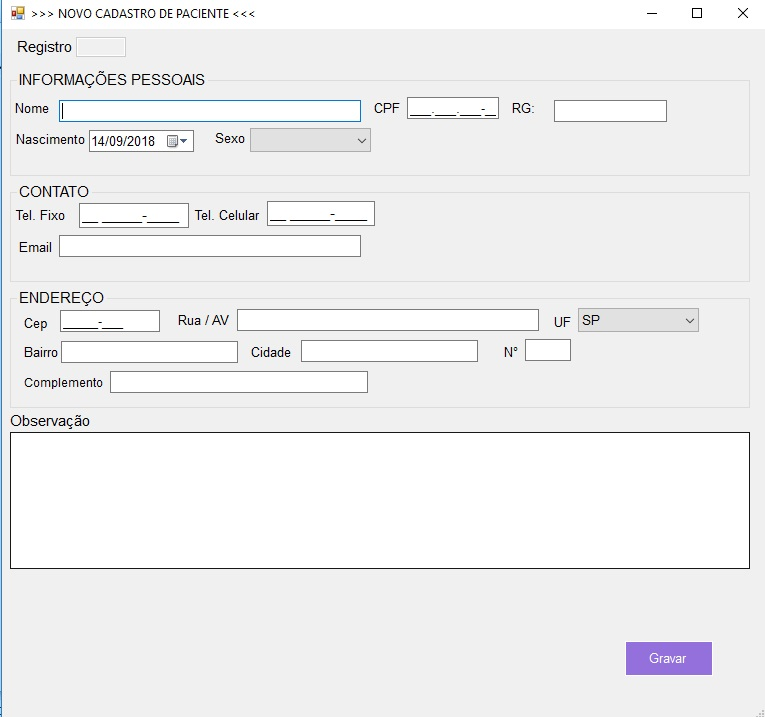 >>> NOVO CADASTRO DE PACIENTE <<<
Registro
INFORMAÇÕES PESSOAIS
Nome CPF ___.___.___-__ RG:
Nascimento 14/09/2018 Sexo
CONTATO
Tel. Fixo __ _____-____ Tel. Celular __ _____-____
Email
ENDEREÇO
Cep _____-___ Rua / AV UF SP
Bairro Cidade N°
Complemento
Observação
Gravar